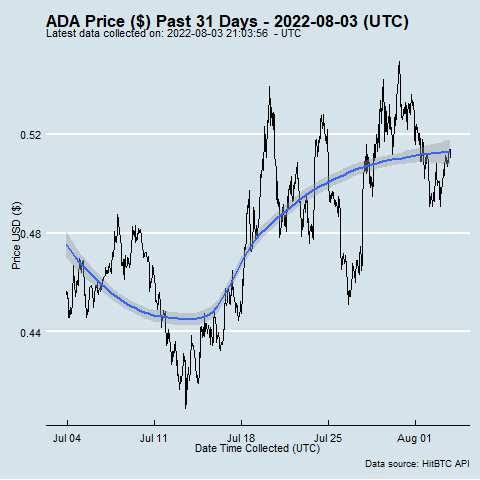 ADA Price ($) Past 31 Days - 2022-08-03 (UTC)
Latest data collected on: 2022-08-03 21:03:56 - UTC
Price USD ($)
0.52
0.48
0.44
Jul 04 Jul 11 Jul 18 Jul 25 Aug 01
Date Time Collected (UTC)
Data source: HitBTC API